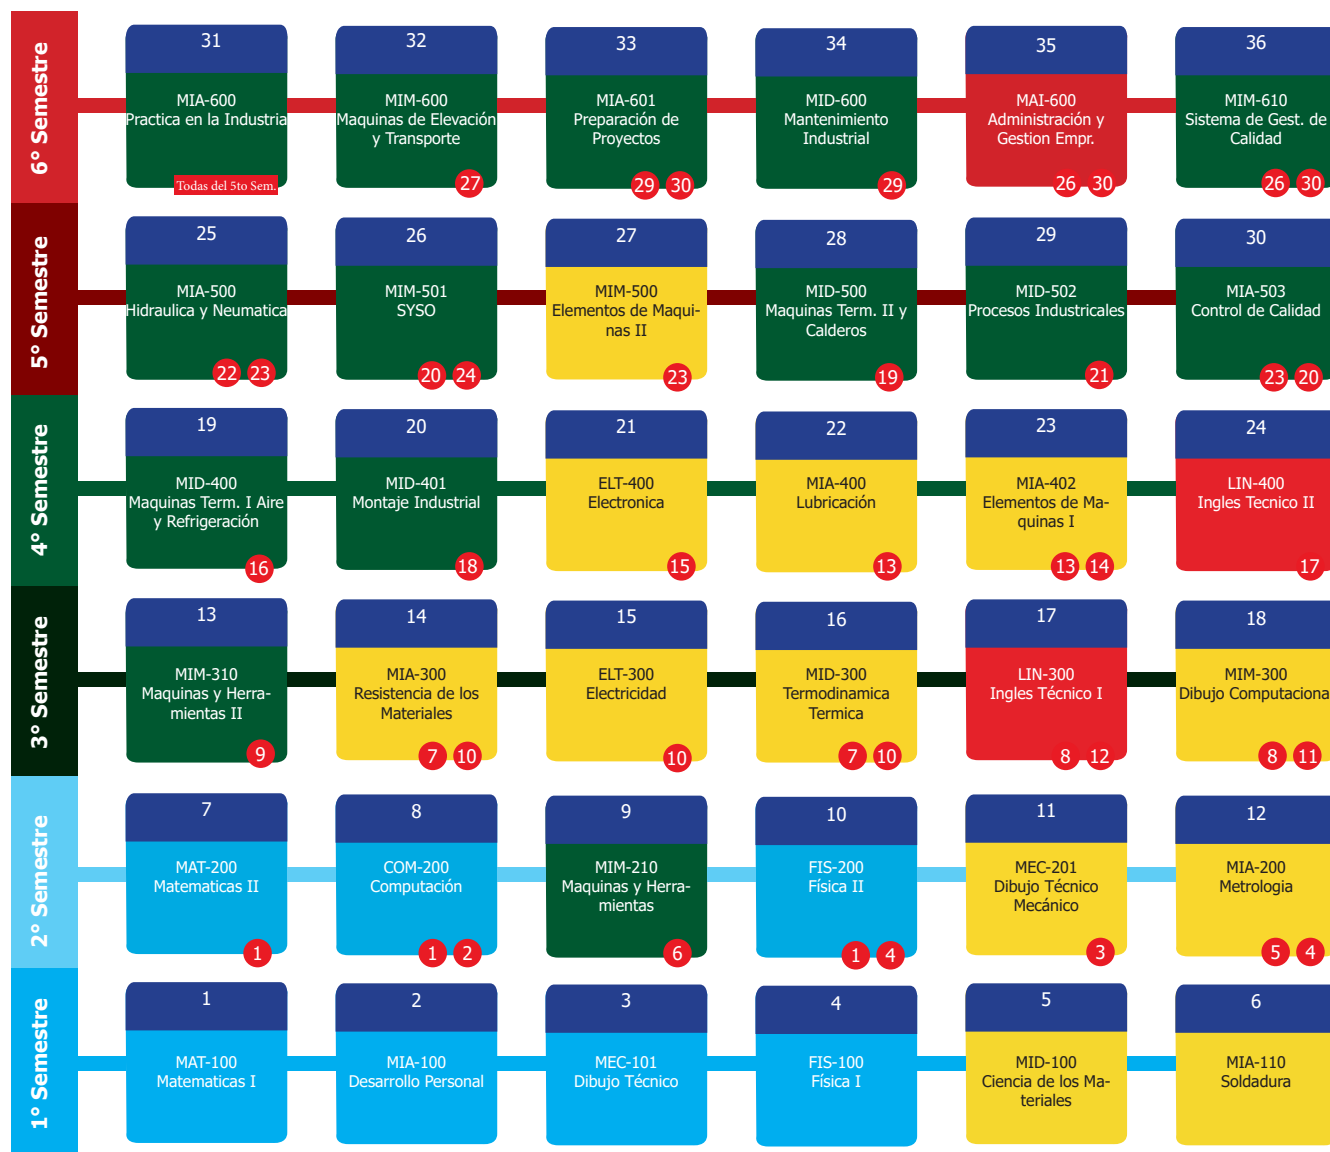 6° Semestre
31
MIA-600
Practica en la Industria
Todas del 5to Sem.
32
MIM-600
Maquinas de Elevación
y Transporte
27
33
MIA-601
Preparación de
Proyectos
29 30
34
MID-600
Mantenimiento
Industrial
29
35
MAI-600
Administración y
Gestion Empr.
26 30
36
MIM-610
Sistema de Gest. de
Calidad
26 30
5° Semestre
25
MIA-500
Hidraulica y Neumatica
22 23
26
MIM-501
SYSO
20 24
27
MIM-500
Elementos de Maqui-
nas II
23
28
MID-500
Maquinas Term. II y
Calderos
19
29
MID-502
Procesos Industricales
21
30
MIA-503
Control de Calidad
23 20
4° Semestre
19
MID-400
Maquinas Term. I Aire
y Refrigeración
16
20
MID-401
Montaje Industrial
18
21
ELT-400
Electronica
15
22
MIA-400
Lubricación
13
23
MIA-402
Elementos de Ma-
quinas I
13 14
24
LIN-400
Ingles Tecnico II
17
3° Semestre
13
MIM-310
Maquinas y Herra-
mientas II
9
14
MIA-300
Resistencia de los
Materiales
7 10
15
ELT-300
Electricidad
10
16
MID-300
Termodinamica
Termica
7 10
17
LIN-300
Ingles Técnico I
8 12
18
MIM-300
Dibujo Computaciona
8 11
2° Semestre
7
MAT-200
Matematicas II
1
8
COM-200
Computación
1 2
9
MIM-210
Maquinas y Herra-
mientas
6
10
FIS-200
Física II
1 4
11
MEC-201
Dibujo Técnico
Mecánico
3
12
MIA-200
Metrologia
5 4
1° Semestre
1
MAT-100
Matematicas I
2
MIA-100
Desarrollo Personal
3
MEC-101
Dibujo Técnico
4
FIS-100
Física I
5
MID-100
Ciencia de los Ma-
teriales
6
MIA-110
Soldadura